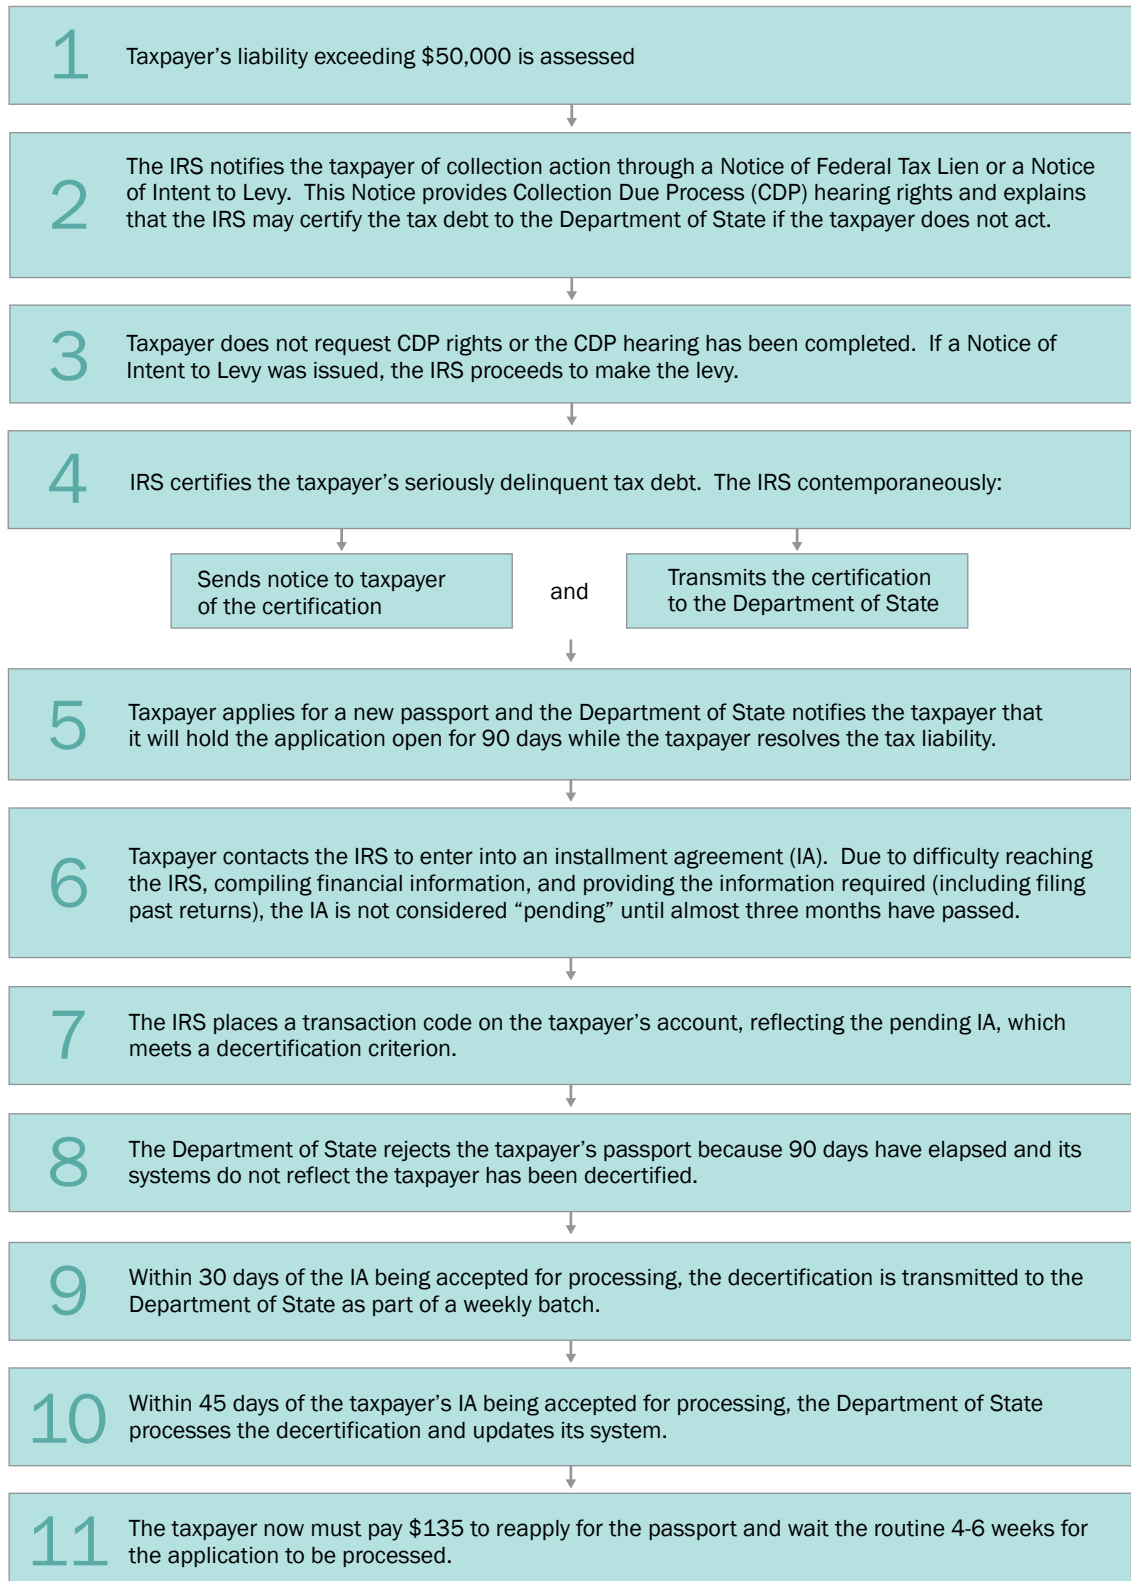 1
Taxpayer’s liability exceeding $50,000 is assessed
2
The IRS notifies the taxpayer of collection action through a Notice of Federal Tax Lien or a Notice
of Intent to Levy.  This Notice provides Collection Due Process (CDP) hearing rights and explains
that the IRS may certify the tax debt to the Department of State if the taxpayer does not act.
3
Taxpayer does not request CDP rights or the CDP hearing has been completed.  If a Notice of
Intent to Levy was issued, the IRS proceeds to make the levy.
4
IRS certifies the taxpayer’s seriously delinquent tax debt.  The IRS contemporaneously:
Sends notice to taxpayer
of the certification
and
Transmits the certification
to the Department of State
5
Taxpayer applies for a new passport and the Department of State notifies the taxpayer that
it will hold the application open for 90 days while the taxpayer resolves the tax liability.
6
Taxpayer contacts the IRS to enter into an installment agreement (IA).  Due to difficulty reaching
the IRS, compiling financial information, and providing the information required (including filing
past returns), the IA is not considered “pending” until almost three months have passed.
7
The IRS places a transaction code on the taxpayer’s account, reflecting the pending IA, which
meets a decertification criterion.
8
The Department of State rejects the taxpayer’s passport because 90 days have elapsed and its
systems do not reflect the taxpayer has been decertified.
9
Within 30 days of the IA being accepted for processing, the decertification is transmitted to the
Department of State as part of a weekly batch.
10
Within 45 days of the taxpayer’s IA being accepted for processing, the Department of State
processes the decertification and updates its system.
11
The taxpayer now must pay $135 to reapply for the passport and wait the routine 4-6 weeks for
the application to be processed.